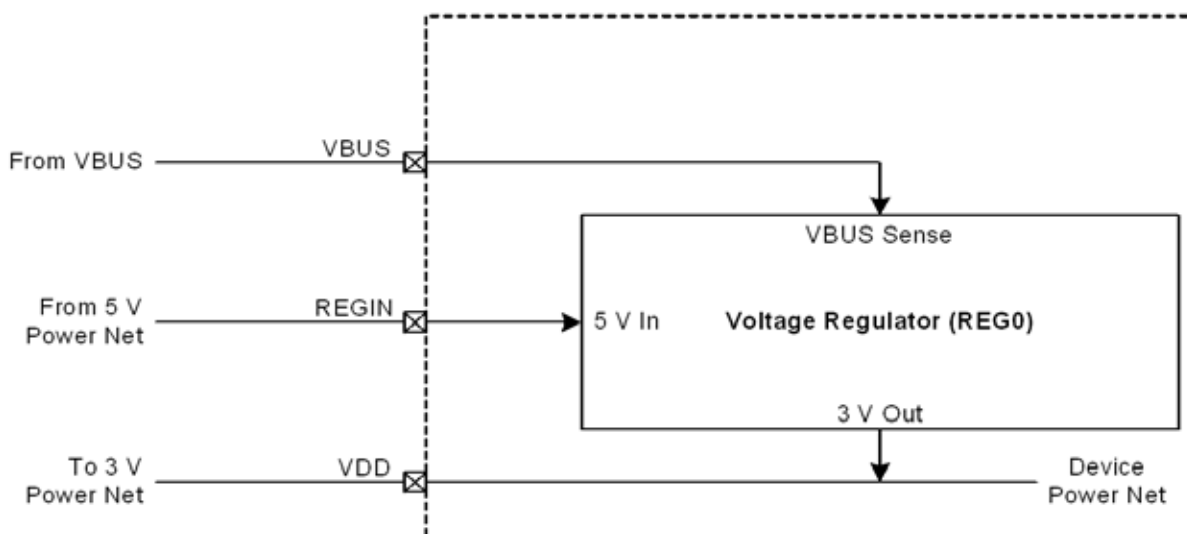 From VBUS
VBUS
VBUS Sense
From 5 V
Power Net
REGIN
5 V In
Voltage Regulator (REG0)
3 V Out
To 3 V
Power Net
VDD
Device
Power Net